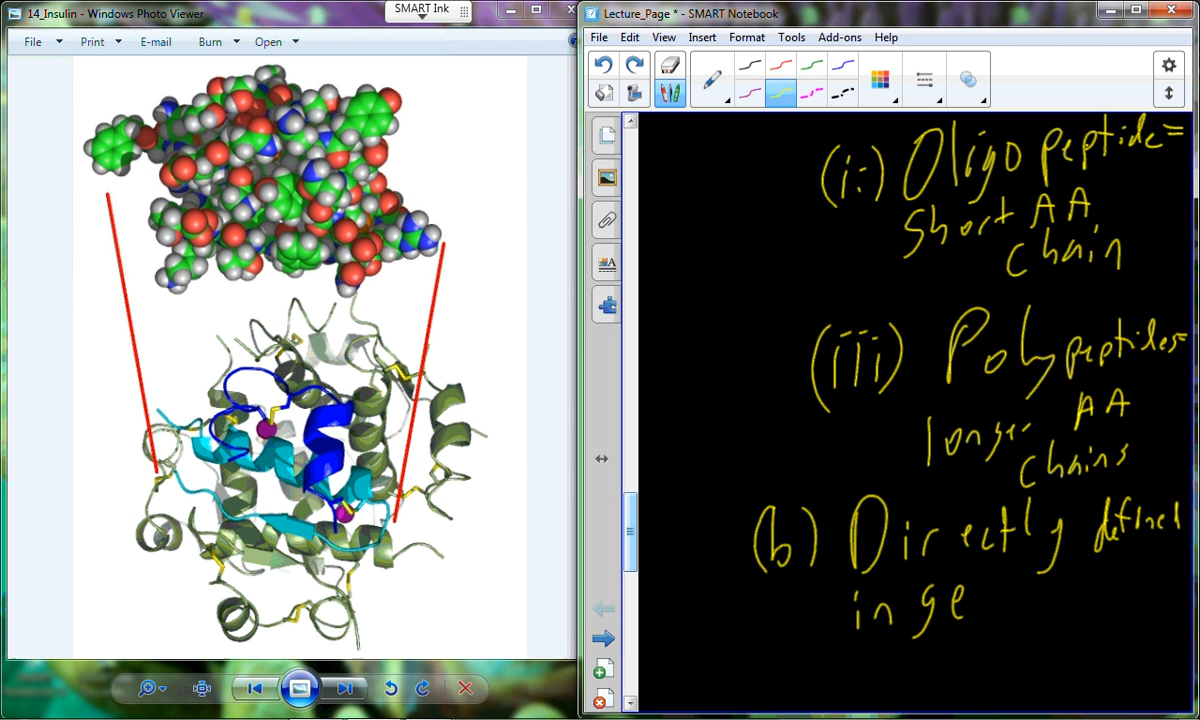 14_Insulin - Windows Photo Viewer
SMART Ink
File Print E-mail Burn Open
Lecture_Page * - SMART Notebook
File Edit View Insert Format Tools Add-ons Help
(ii) Oligo peptide=
Short AA
Chain
(iii) Polypeptides=
longer AA
Chains
(b) Directly defined
in ge